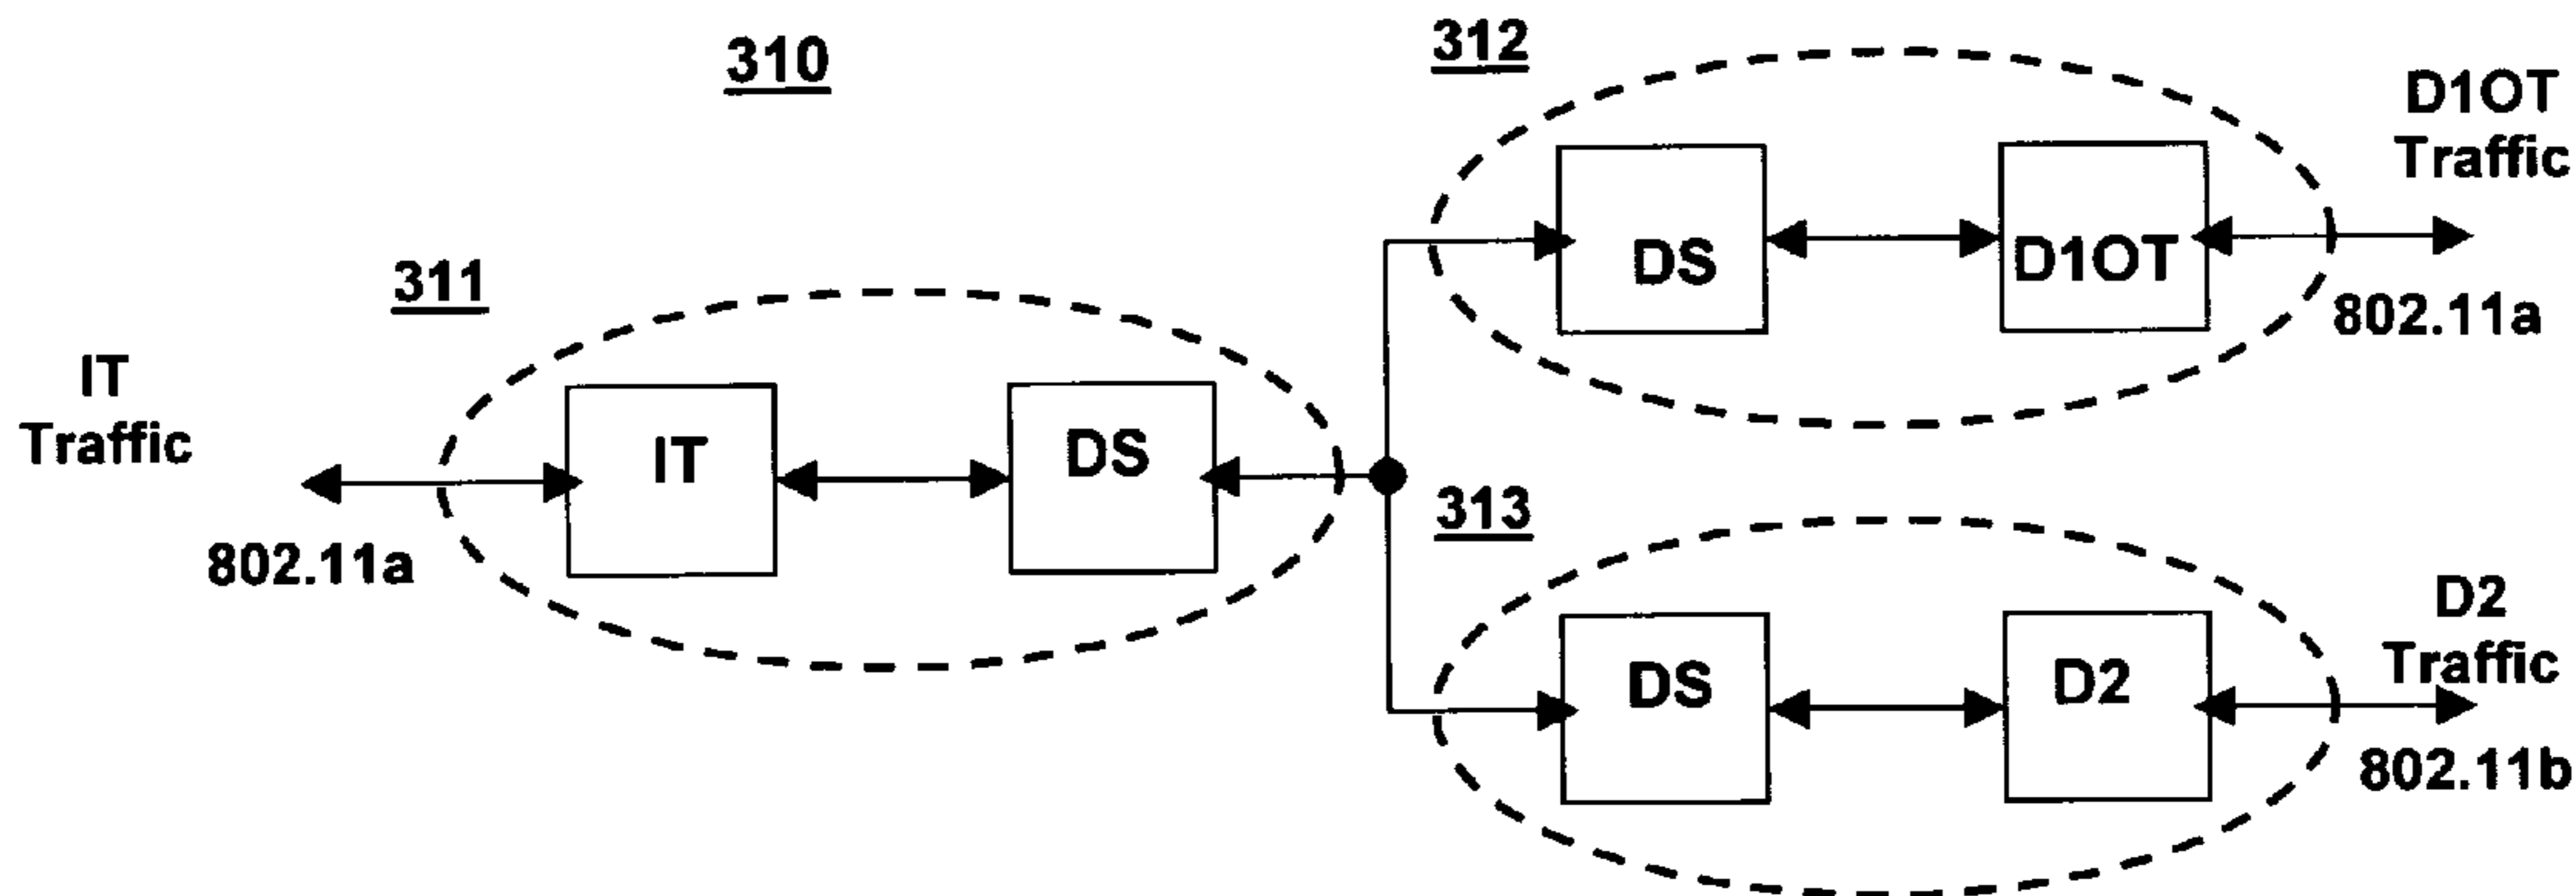 310
312
D1OT
Traffic
DS
D1OT
802.11a
311
IT
Traffic
IT
DS
802.11a
313
DS
D2
D2
Traffic
802.11b